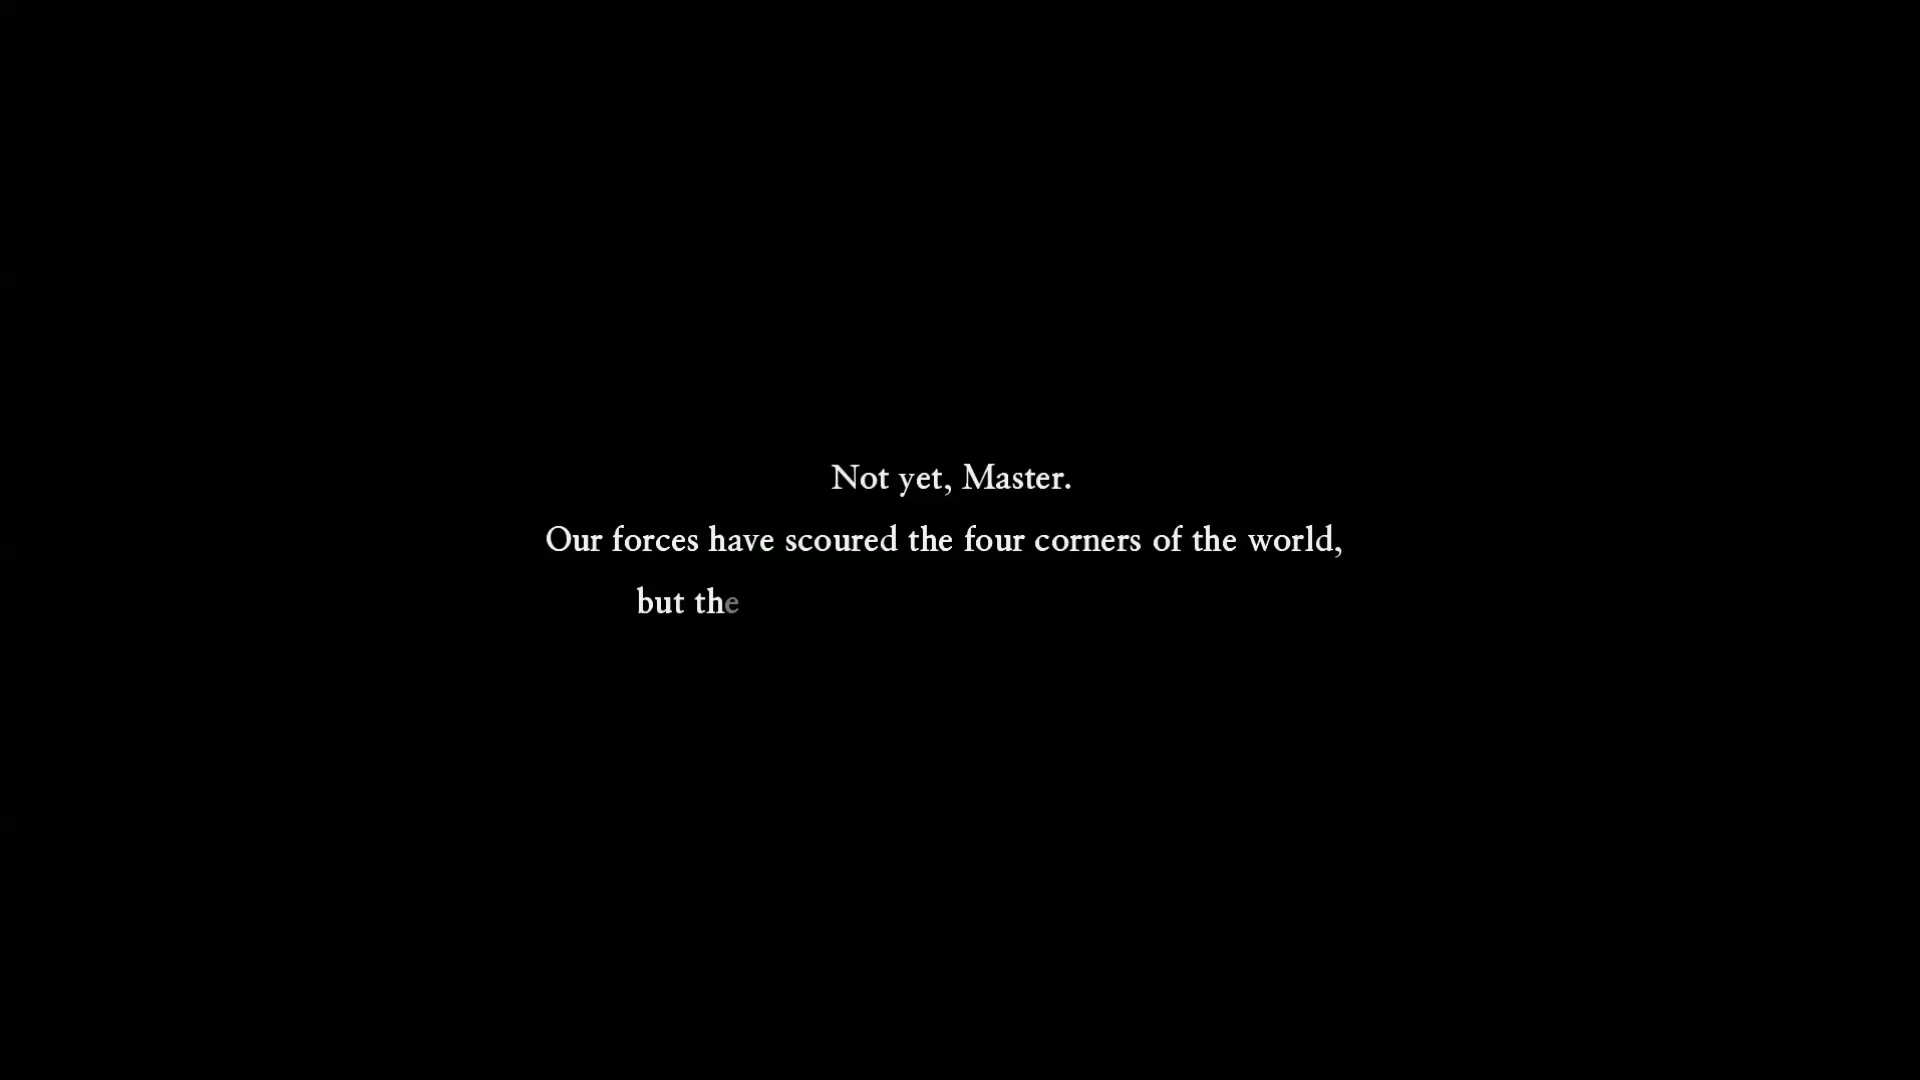 Not yet, Master.
Our forces have scoured the four corners of the world,
but the